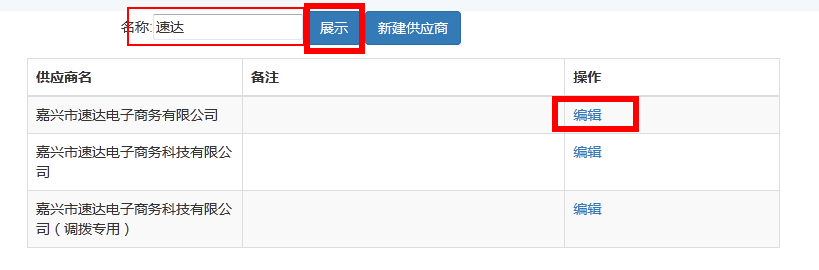 名称: 速达 展示 新建供应商
供应商名 备注 操作
嘉兴市速达电子商务有限公司 编辑
嘉兴市速达电子商务科技有限公 编辑
司
嘉兴市速达电子商务科技有限公 编辑
司（调拨专用）